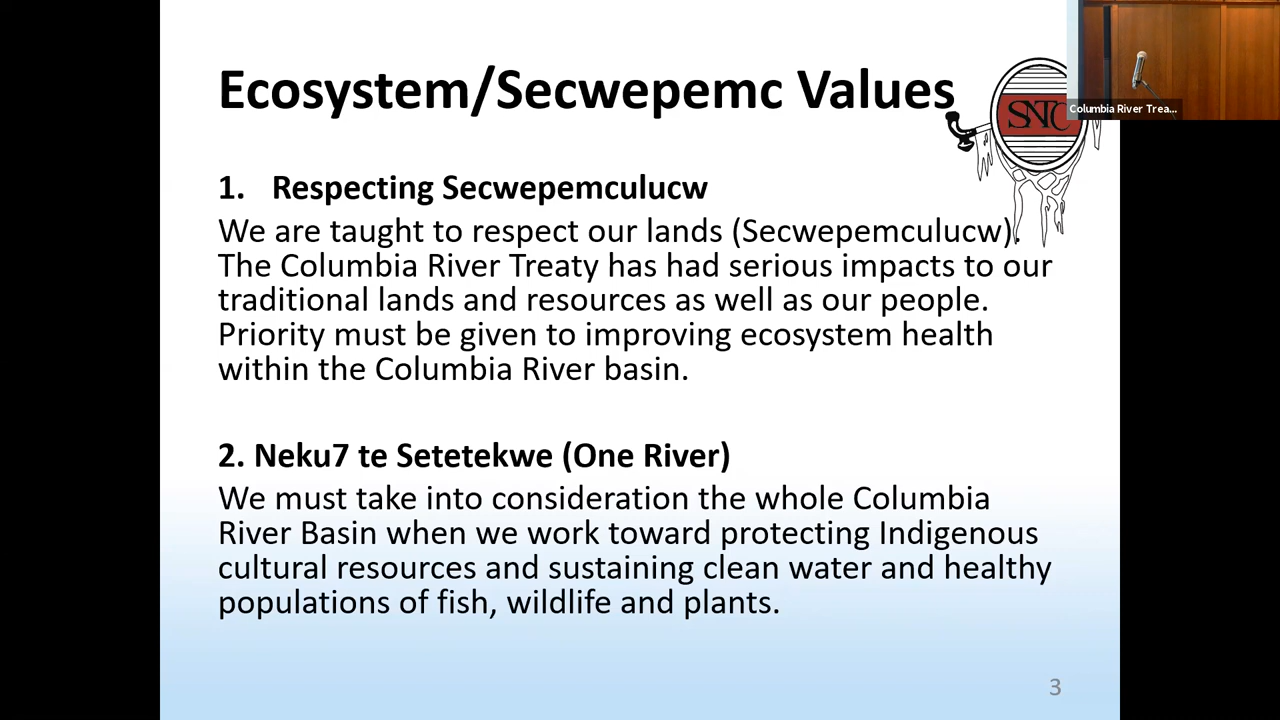 Ecosystem/Secwepemc Values
SNTC
Columbia River Trea...
1. Respecting Secwepemculucw
We are taught to respect our lands (Secwepemculucw).
The Columbia River Treaty has had serious impacts to our
traditional lands and resources as well as our people.
Priority must be given to improving ecosystem health
within the Columbia River basin.
2. Neku7 te Setetekwe (One River)
We must take into consideration the whole Columbia
River Basin when we work toward protecting Indigenous
cultural resources and sustaining clean water and healthy
populations of fish, wildlife and plants.
3